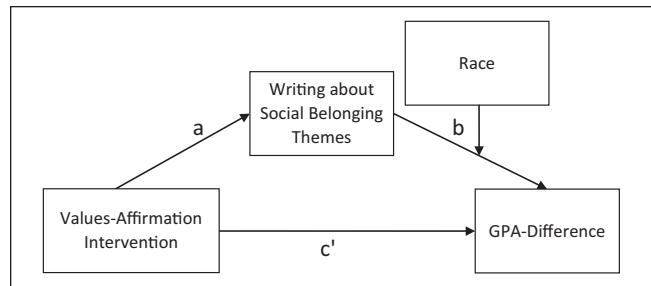 Race
Writing about
Social Belonging
Themes
a
b
Values-Affirmation
Intervention
GPA-Difference
c'